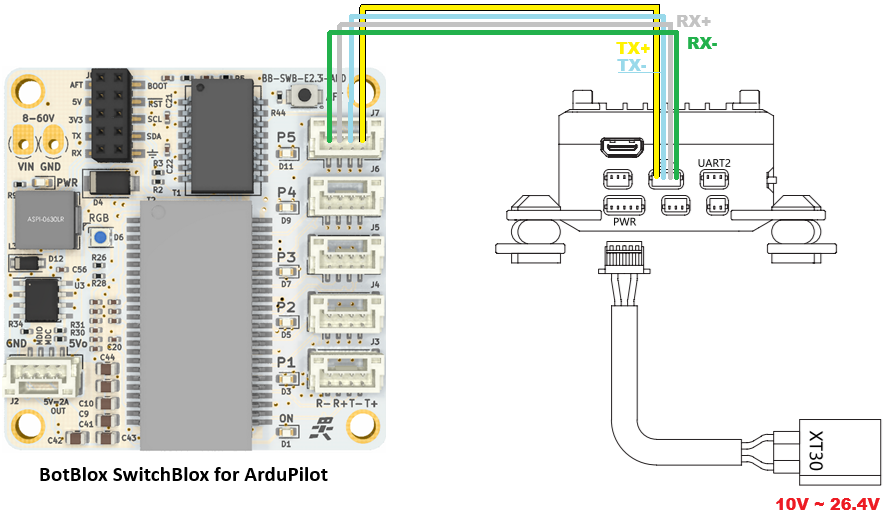 RX+
RX-
TX+
TX-
BB-SWB-E2.3-
R44
J7
AFT
BOOT
5V
RST
3V3
SCL
TX
SDA
RX
8-60V
VIN GND
C21
C22
R3
R2
T1
P5
D11
J6
PWR
D4
P4
D9
J5
ASPI-0630LR
RGB
D6
P3
D7
J4
D12
C56
R26
R28
U3
P2
D5
J3
R34
R31
R30
C20
GND
MDIO
MDC
5Vo
C44
P1
D3
J2
5V-2A
OUT
C10
C9
C41
C42
C43
R- R+ T- T+
ON
D1
UART2
PWR
XT30
BotBlox SwitchBlox for ArduPilot
10V ~ 26.4V